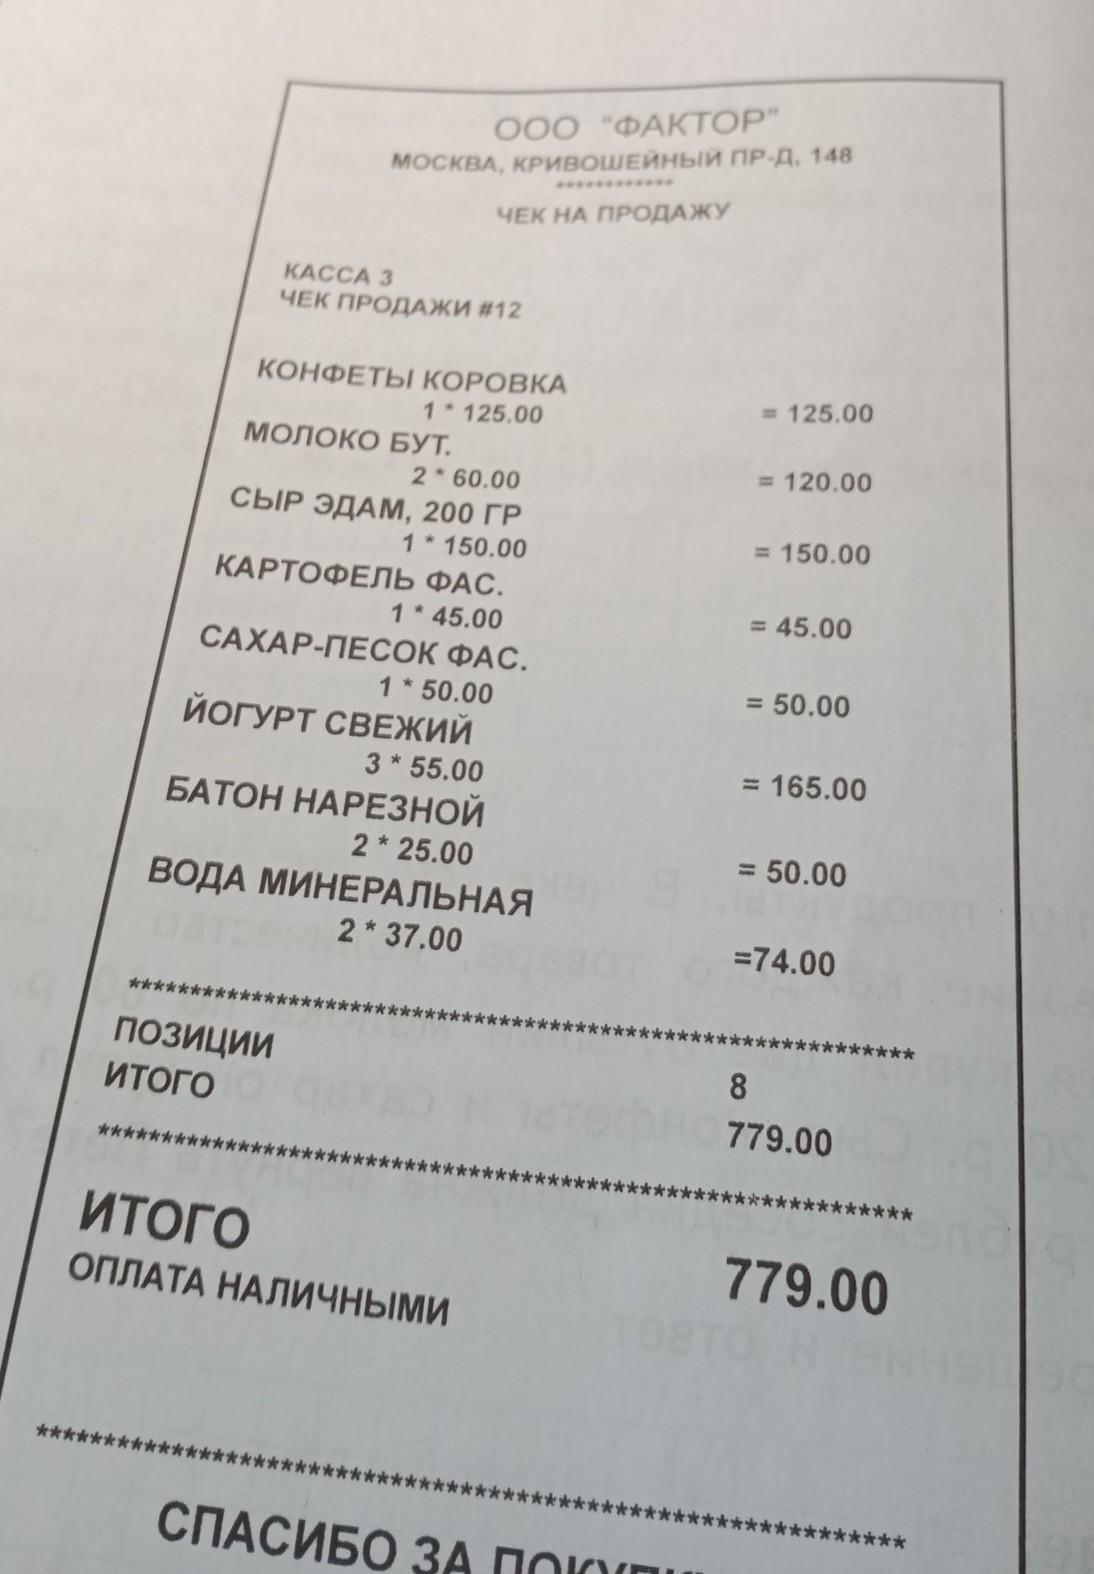 ООО "ФАКТОР"
МОСКВА, КРИВОШЕЙНЫЙ ПР-Д, 148
************
ЧЕК НА ПРОДАЖУ
КАССА 3
ЧЕК ПРОДАЖИ #12
КОНФЕТЫ КОРОВКА
1 * 125.00 = 125.00
МОЛОКО БУТ.
2 * 60.00 = 120.00
СЫР ЭДАМ, 200 ГР
1 * 150.00 = 150.00
КАРТОФЕЛЬ ФАС.
1 * 45.00 = 45.00
САХАР-ПЕСОК ФАС.
1 * 50.00 = 50.00
ЙОГУРТ СВЕЖИЙ
3 * 55.00 = 165.00
БАТОН НАРЕЗНОЙ
2 * 25.00 = 50.00
ВОДА МИНЕРАЛЬНАЯ
2 * 37.00 =74.00
ПОЗИЦИИ 8
ИТОГО 779.00
ИТОГО 779.00
ОПЛАТА НАЛИЧНЫМИ
СПАСИБО ЗА